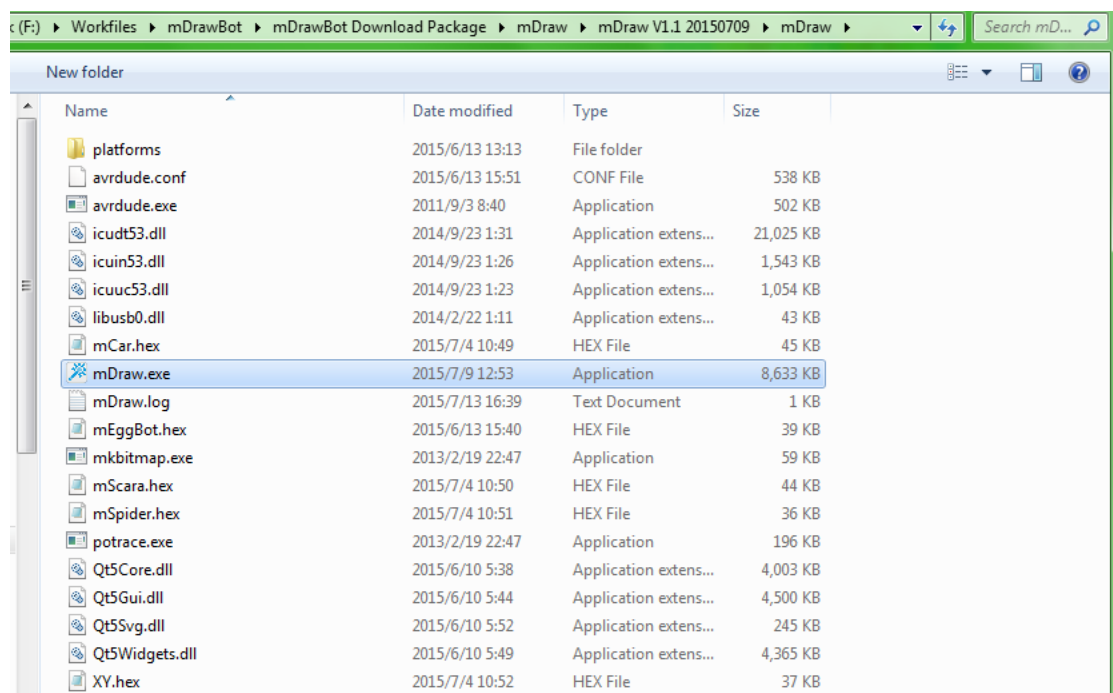 k (F:) ▸ Workfiles ▸ mDrawBot ▸ mDrawBot Download Package ▸ mDraw ▸ mDraw V1.1 20150709 ▸ mDraw ▸ Search mD...
New folder
Name Date modified Type Size
platforms 2015/6/13 13:13 File folder
avrdude.conf 2015/6/13 15:51 CONF File 538 KB
avrdude.exe 2011/9/3 8:40 Application 502 KB
icudt53.dll 2014/9/23 1:31 Application extens... 21,025 KB
icuin53.dll 2014/9/23 1:26 Application extens... 1,543 KB
icuuc53.dll 2014/9/23 1:23 Application extens... 1,054 KB
libusb0.dll 2014/2/22 1:11 Application extens... 43 KB
mCar.hex 2015/7/4 10:49 HEX File 45 KB
mDraw.exe 2015/7/9 12:53 Application 8,633 KB
mDraw.log 2015/7/13 16:39 Text Document 1 KB
mEggBot.hex 2015/6/13 15:40 HEX File 39 KB
mkbitmap.exe 2013/2/19 22:47 Application 59 KB
mScara.hex 2015/7/4 10:50 HEX File 44 KB
mSpider.hex 2015/7/4 10:51 HEX File 36 KB
potrace.exe 2013/2/19 22:47 Application 196 KB
Qt5Core.dll 2015/6/10 5:38 Application extens... 4,003 KB
Qt5Gui.dll 2015/6/10 5:44 Application extens... 4,500 KB
Qt5Svg.dll 2015/6/10 5:52 Application extens... 245 KB
Qt5Widgets.dll 2015/6/10 5:49 Application extens... 4,365 KB
XY.hex 2015/7/4 10:52 HEX File 37 KB